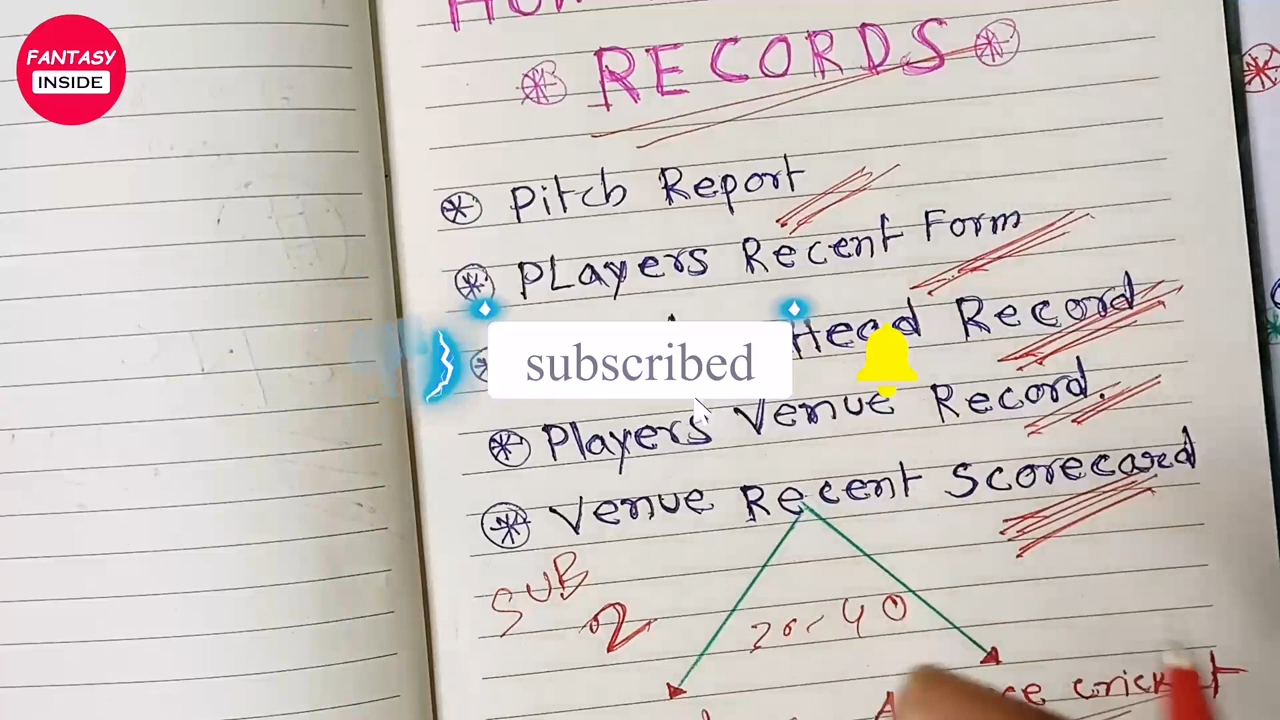 FANTASY
INSIDE
RECORDS
Pitch Report
Players Recent Form
Head Record
subscribed
Players Venue Record.
Venue Recent Scorecard
SUB
20-40
cricket